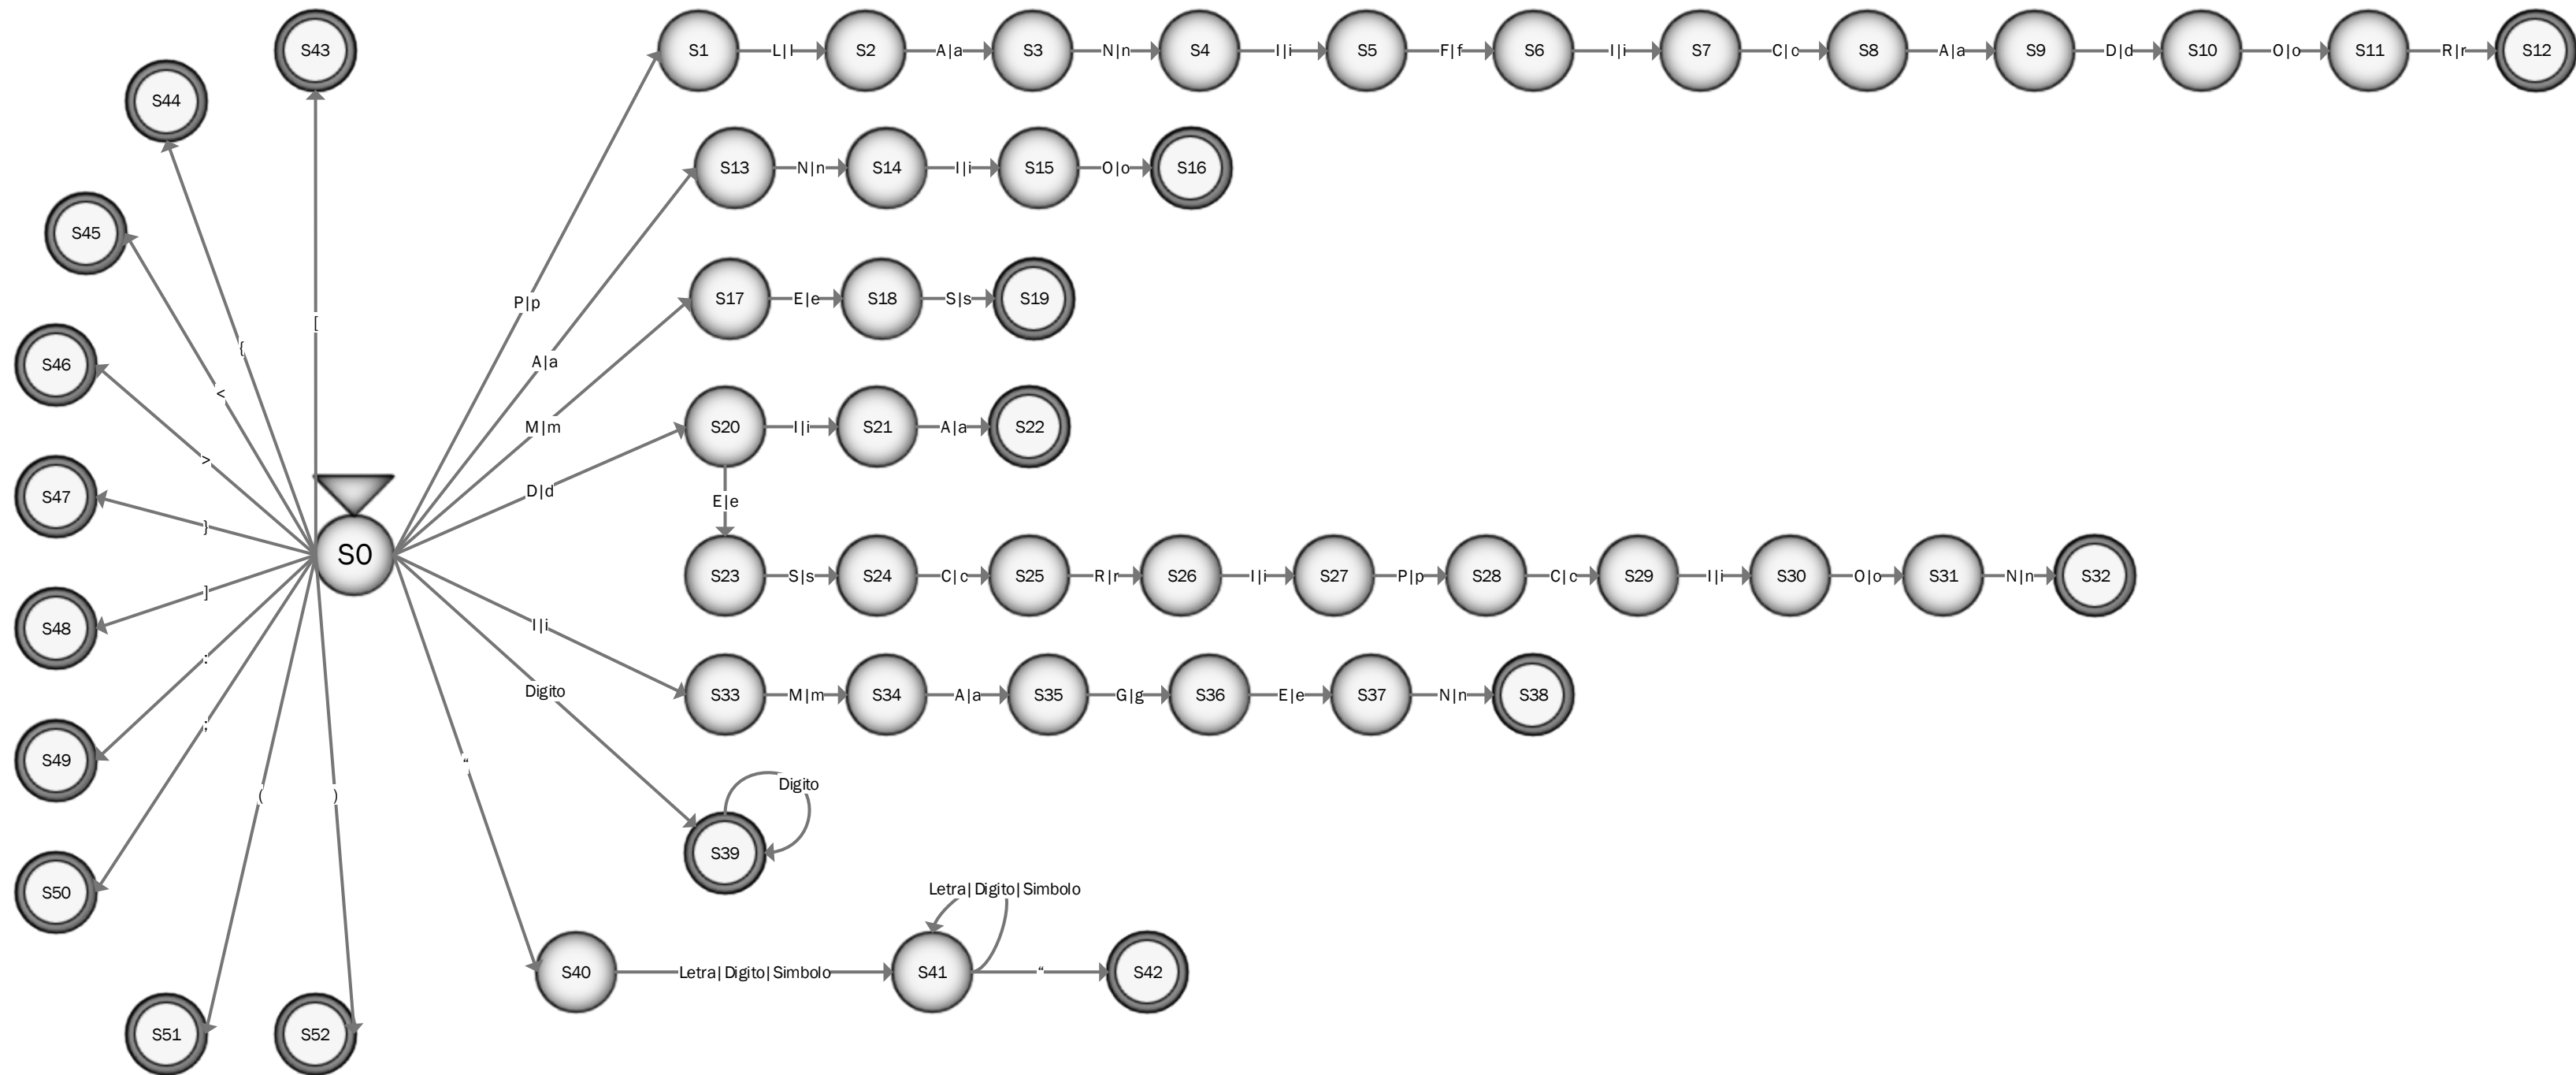 S43
S1 L|l S2 A|a S3 N|n S4 I|i S5 F|f S6 I|i S7 C|c S8 A|a S9 D|d S10 O|o S11 R|r S12
S44
S13 N|n S14 I|i S15 O|o S16
S45
S17 E|e S18 S|s S19
P|p
[
{
A|a
S46
<
M|m
S20 I|i S21 A|a S22
>
D|d
S47
E|e
}
S0
S23 S|s S24 C|c S25 R|r S26 I|i S27 P|p S28 C|c S29 I|i S30 O|o S31 N|n S32
]
I|i
S48
:
Digito
S33 M|m S34 A|a S35 G|g S36 E|e S37 N|n S38
;
S49
“
Digito
(
)
S39
S50
Letra|Digito|Simbolo
S40 Letra|Digito|Simbolo S41 “ S42
S51
S52